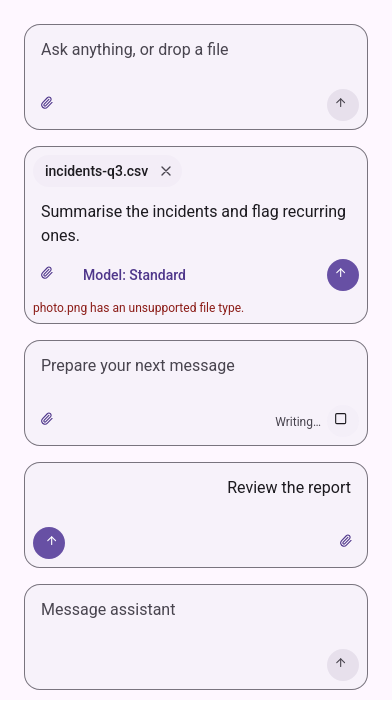 Ask anything, or drop a file
incidents-q3.csv
Summarise the incidents and flag recurring
ones.
Model: Standard
photo.png has an unsupported file type.
Prepare your next message
Writing…
Review the report
Message assistant